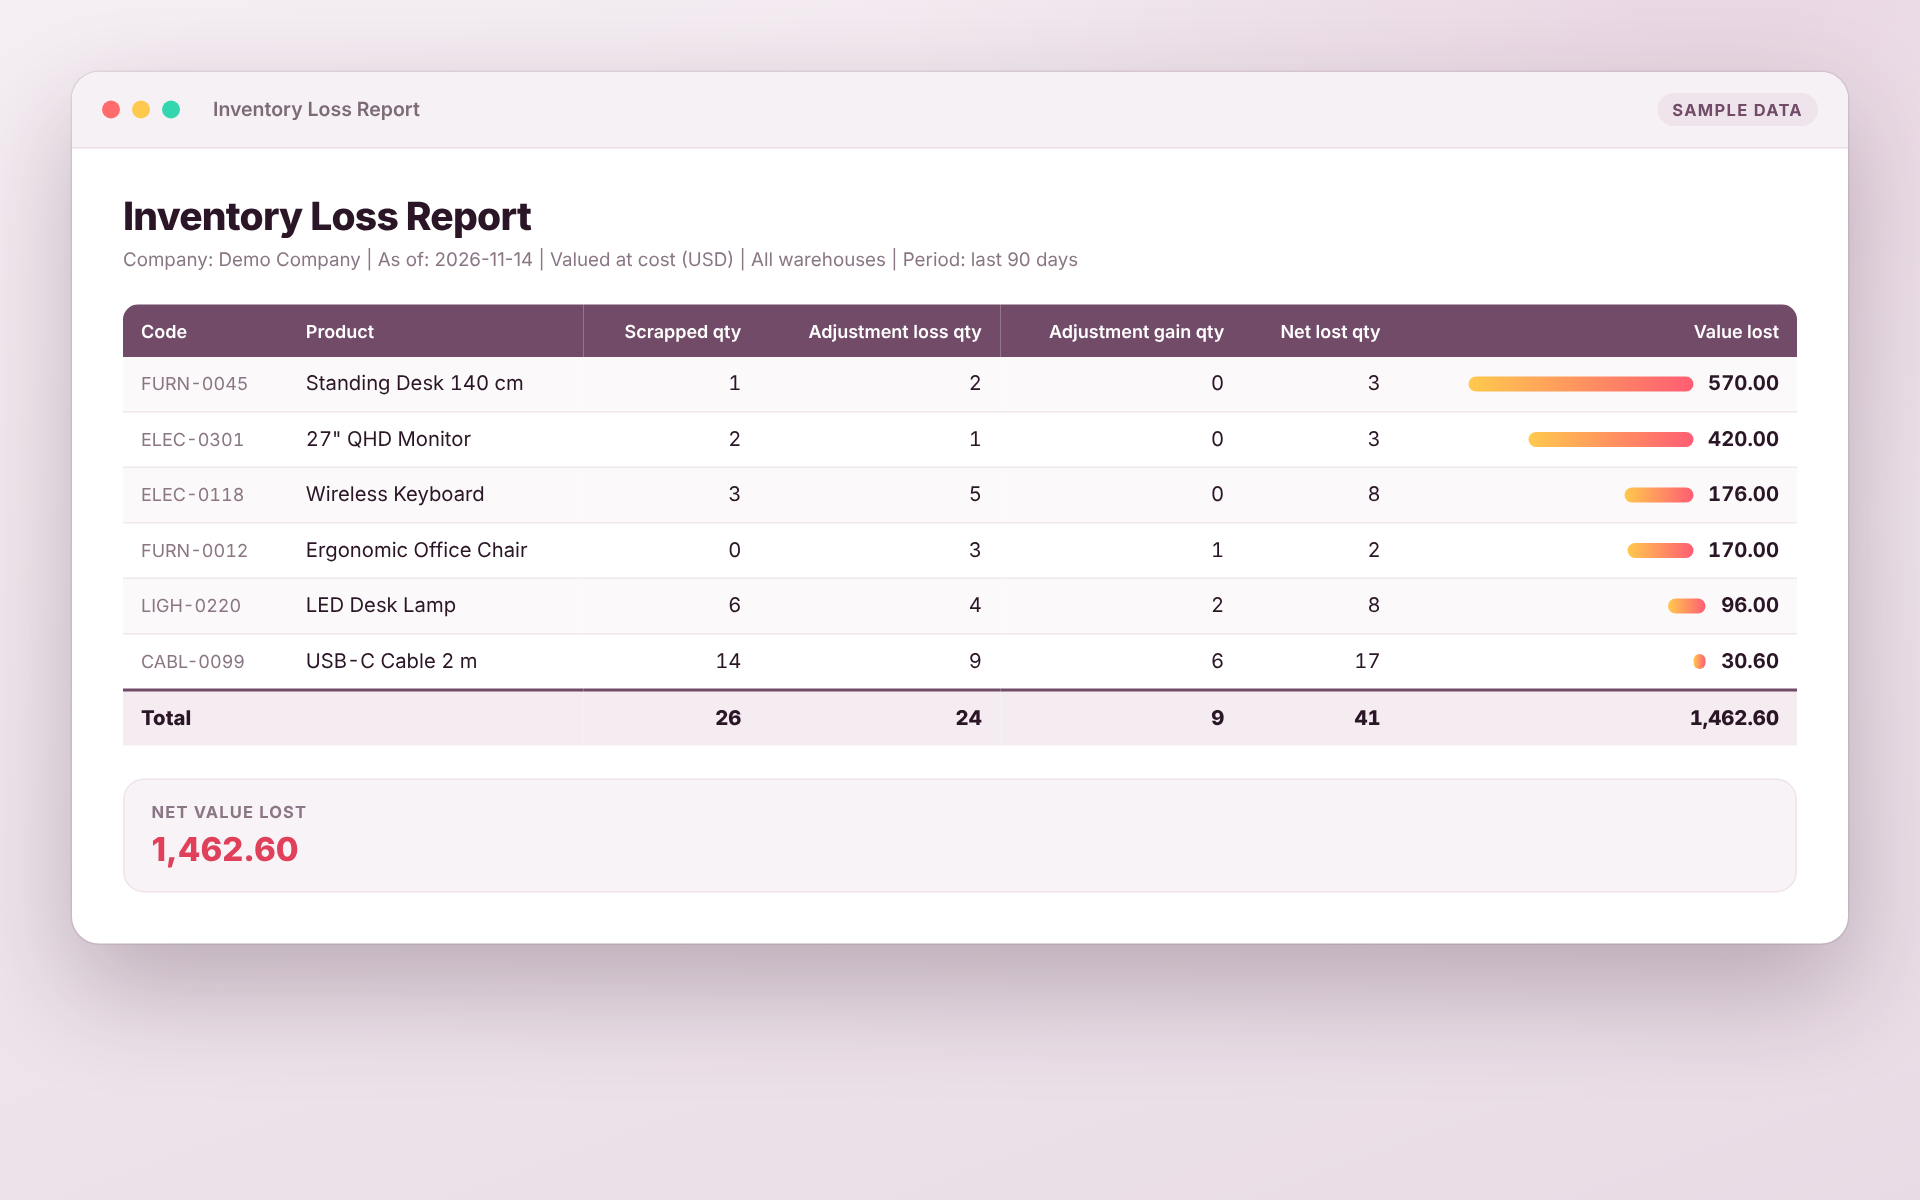 Inventory Loss Report
SAMPLE DATA
Inventory Loss Report
Company: Demo Company | As of: 2026-11-14 | Valued at cost (USD) | All warehouses | Period: last 90 days
Code Product Scrapped qty Adjustment loss qty Adjustment gain qty Net lost qty Value lost
FURN-0045 Standing Desk 140 cm 1 2 0 3 570.00
ELEC-0301 27" QHD Monitor 2 1 0 3 420.00
ELEC-0118 Wireless Keyboard 3 5 0 8 176.00
FURN-0012 Ergonomic Office Chair 0 3 1 2 170.00
LIGH-0220 LED Desk Lamp 6 4 2 8 96.00
CABL-0099 USB-C Cable 2 m 14 9 6 17 30.60
Total 26 24 9 41 1,462.60
NET VALUE LOST
1,462.60